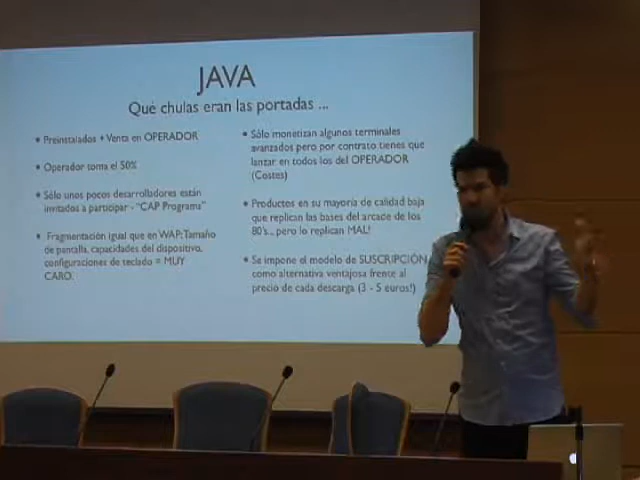 JAVA
Qué chulas eran las portadas ...
• Preinstalados + Venta en OPERADOR
• Operador toma el 50%
• Sólo unos pocos desarrolladores están
invitados a participar - "CAP Programs"
• Fragmentación igual que en WAP: Tamaño
de pantalla, capacidades del dispositivo,
configuraciones de teclado = MUY
CARO.
• Sólo monetizan algunos terminales
avanzados pero por contrato tienes que
lanzar en todos los del OPERADOR
(Costes)
• Productos en su mayoría de calidad baja
que replican las bases del arcade de los
80's... pero lo replican MAL!
• Se impone el modelo de SUSCRIPCIÓN,
como alternativa ventajosa frente al
precio de cada descarga (3 - 5 euros!)